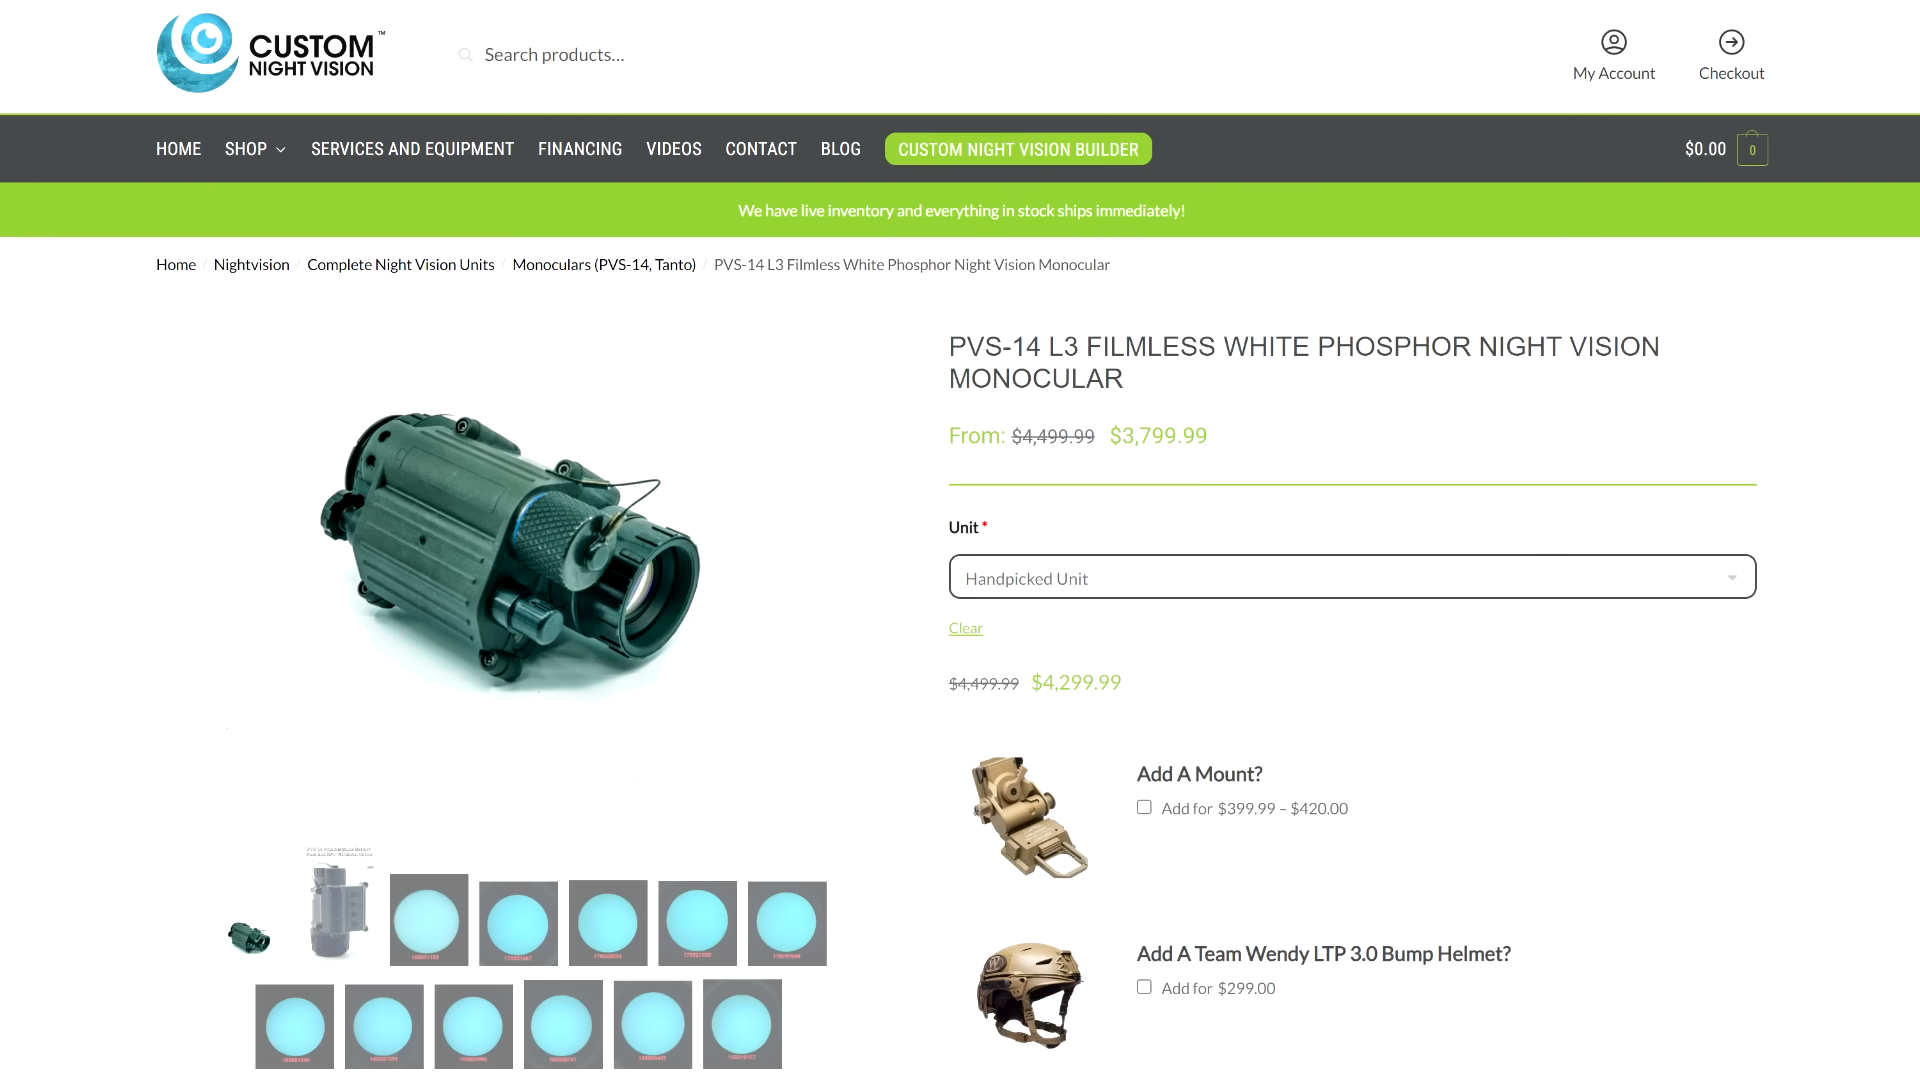 CUSTOM™
NIGHT VISION
Search products...
My Account
Checkout
HOME
SHOP
SERVICES AND EQUIPMENT
FINANCING
VIDEOS
CONTACT
BLOG
CUSTOM NIGHT VISION BUILDER
$0.00
0
We have live inventory and everything in stock ships immediately!
Home / Nightvision / Complete Night Vision Units / Monoculars (PVS-14, Tanto) / PVS-14 L3 Filmless White Phosphor Night Vision Monocular
PVS-14 L3 FILMLESS WHITE PHOSPHOR NIGHT VISION
MONOCULAR
From: $4,499.99 $3,799.99
Unit *
Handpicked Unit
Clear
$4,499.99 $4,299.99
Add A Mount?
Add for $399.99 – $420.00
Add A Team Wendy LTP 3.0 Bump Helmet?
Add for $299.00